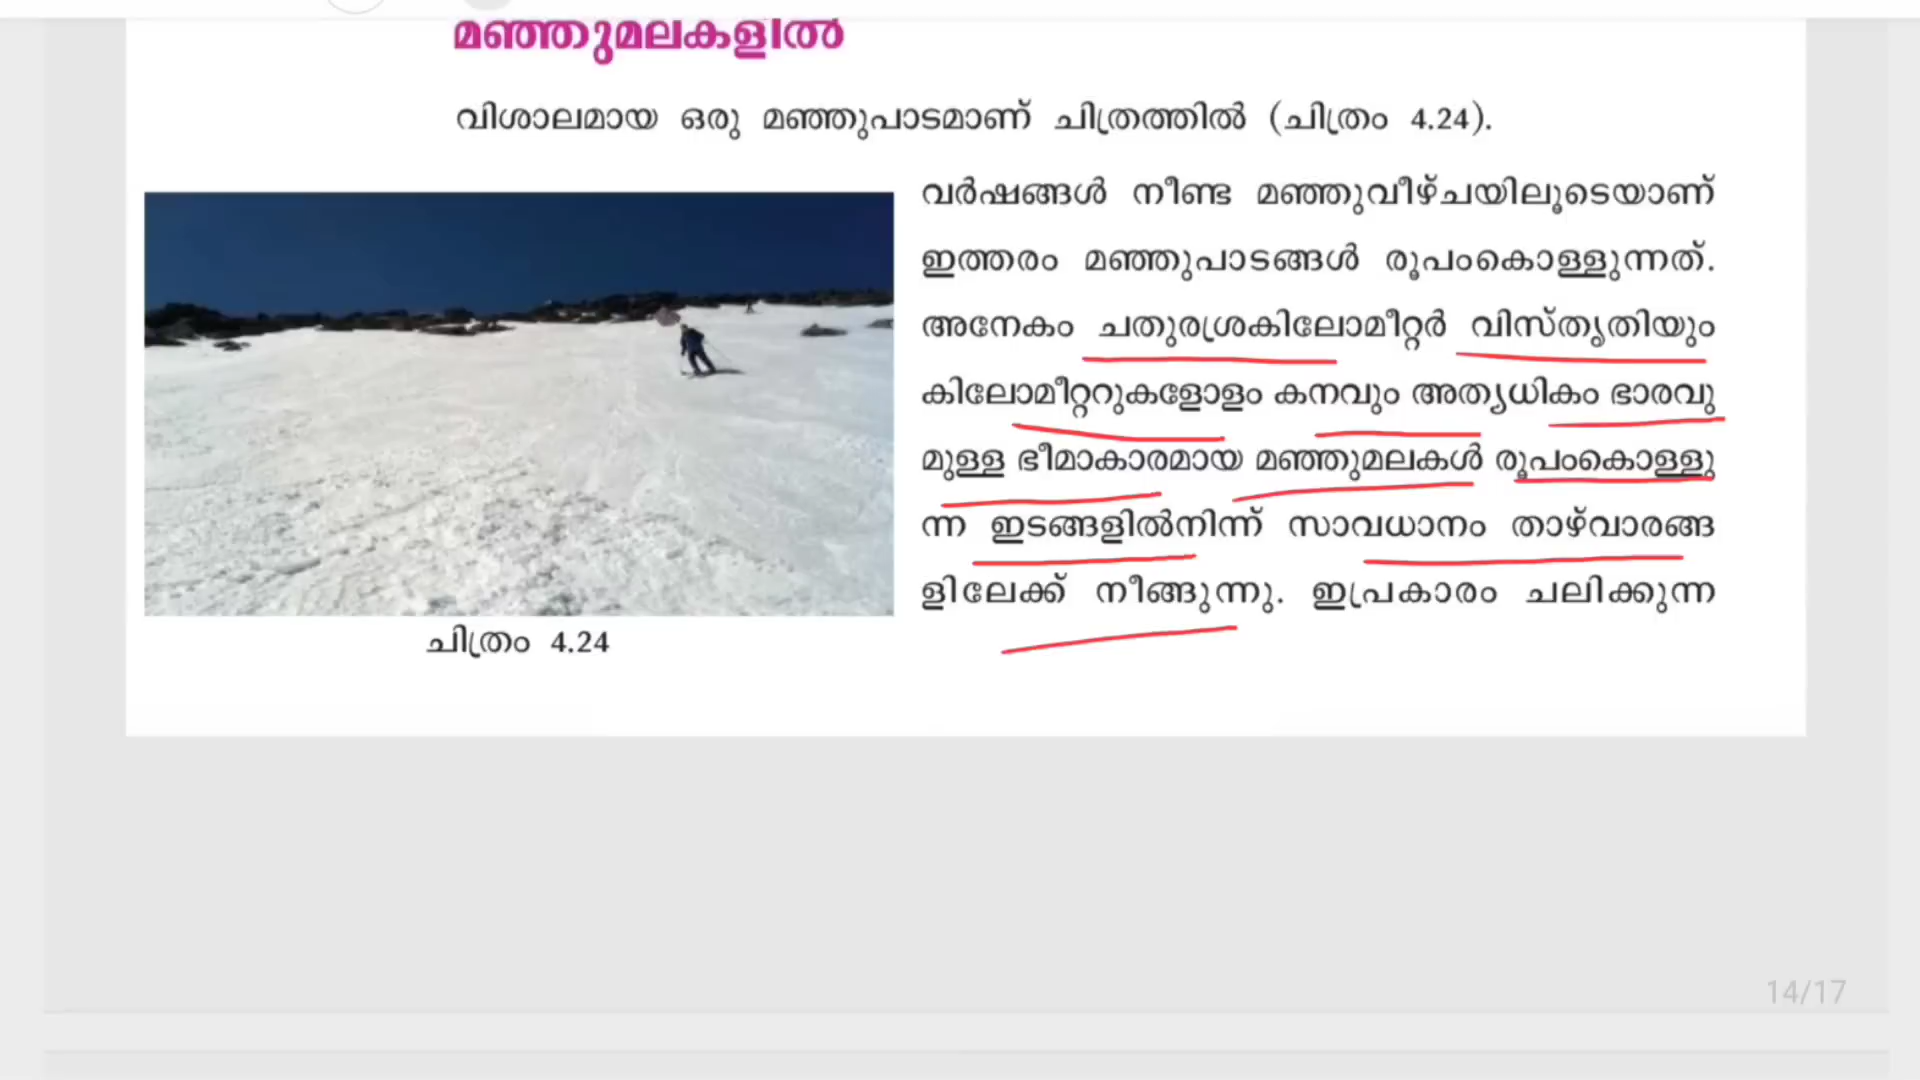 മഞ്ഞുമലകളിൽ
വിശാലമായ ഒരു മഞ്ഞുപാടമാണ് ചിത്രത്തിൽ (ചിത്രം 4.24).
വർഷങ്ങൾ നീണ്ട മഞ്ഞുവീഴ്ചയിലൂടെയാണ്
ഇത്തരം മഞ്ഞുപാടങ്ങൾ രൂപംകൊള്ളുന്നത്.
അനേകം ചതുരശ്രകിലോമീറ്റർ വിസ്തൃതിയും
കിലോമീറ്ററുകളോളം കനവും അത്യധികം ഭാരവു
മുള്ള ഭീമാകാരമായ മഞ്ഞുമലകൾ രൂപംകൊള്ളു
ന്ന ഇടങ്ങളിൽനിന്ന് സാവധാനം താഴ്‌വാരങ്ങ
ളിലേക്ക് നീങ്ങുന്നു. ഇപ്രകാരം ചലിക്കുന്ന
ചിത്രം 4.24
14/17